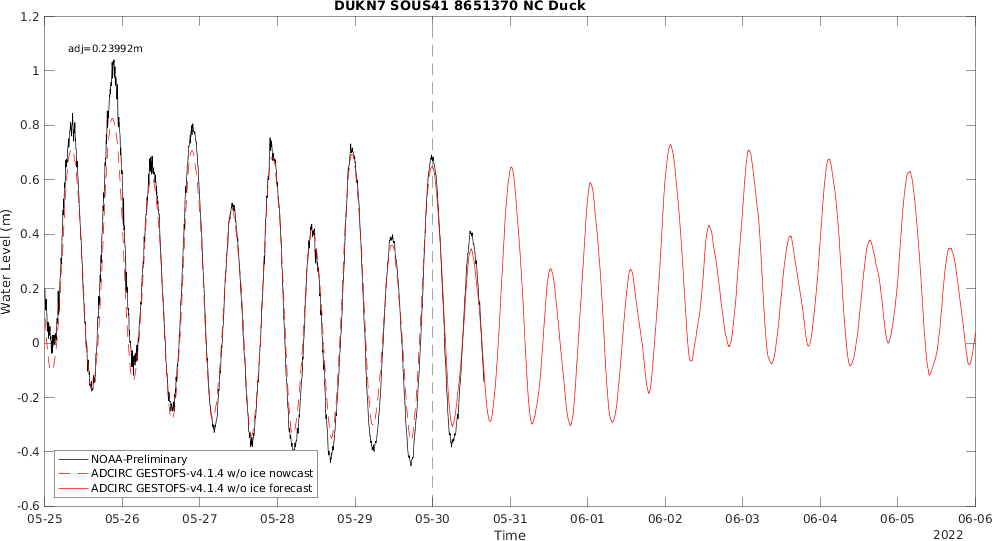 DUKN7 SOUS41 8651370 NC Duck
1.2
adj=0.23992m
1
0.8
0.6
0.4
0.2
0
-0.2
-0.4
-0.6
Water Level (m)
NOAA-Preliminary
ADCIRC GESTOFS-v4.1.4 w/o ice nowcast
ADCIRC GESTOFS-v4.1.4 w/o ice forecast
05-25 05-26 05-27 05-28 05-29 05-30 05-31 06-01 06-02 06-03 06-04 06-05 06-06
Time
2022